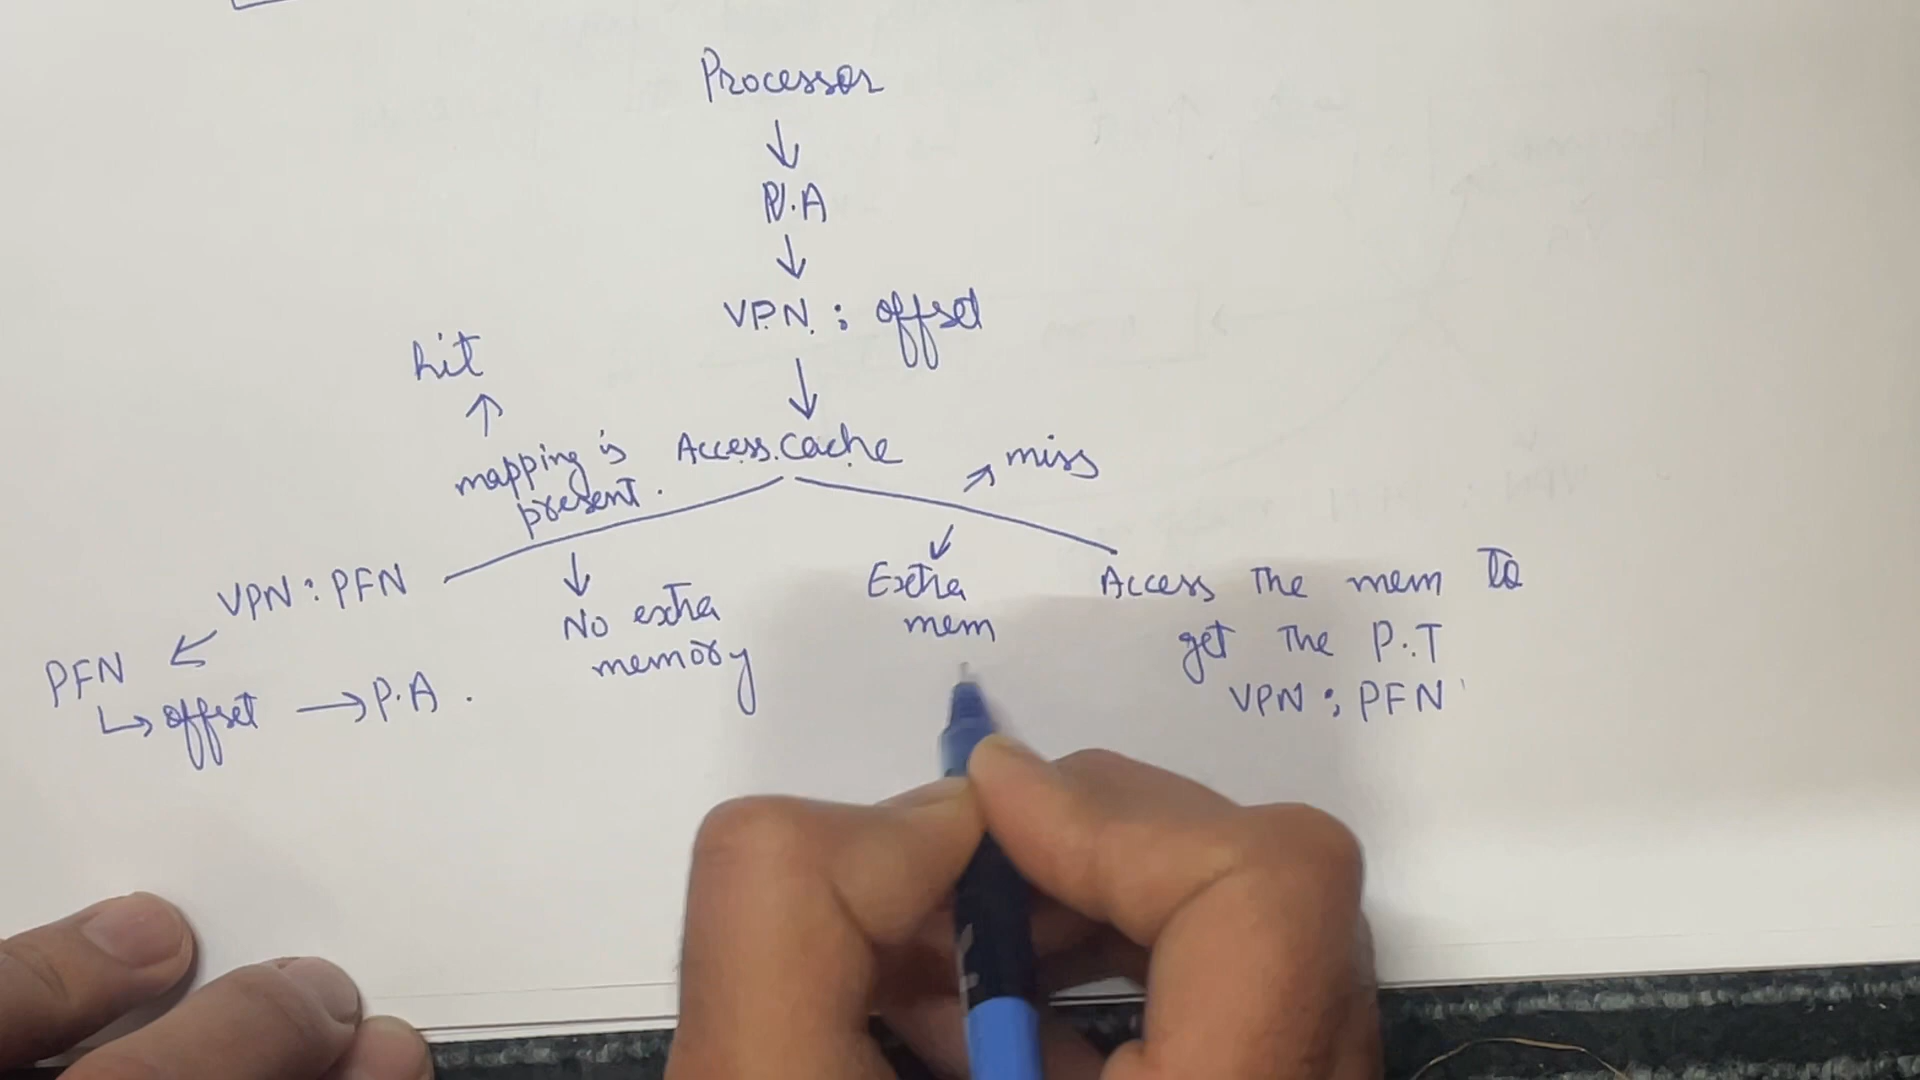 Processor
V.A
VPN : offset
hit
mapping is
present.
Access cache
miss
VPN : PFN
PFN
offset → P.A.
No extra
memory
Extra
mem
Access the mem to
get the P.T
VPN : PFN